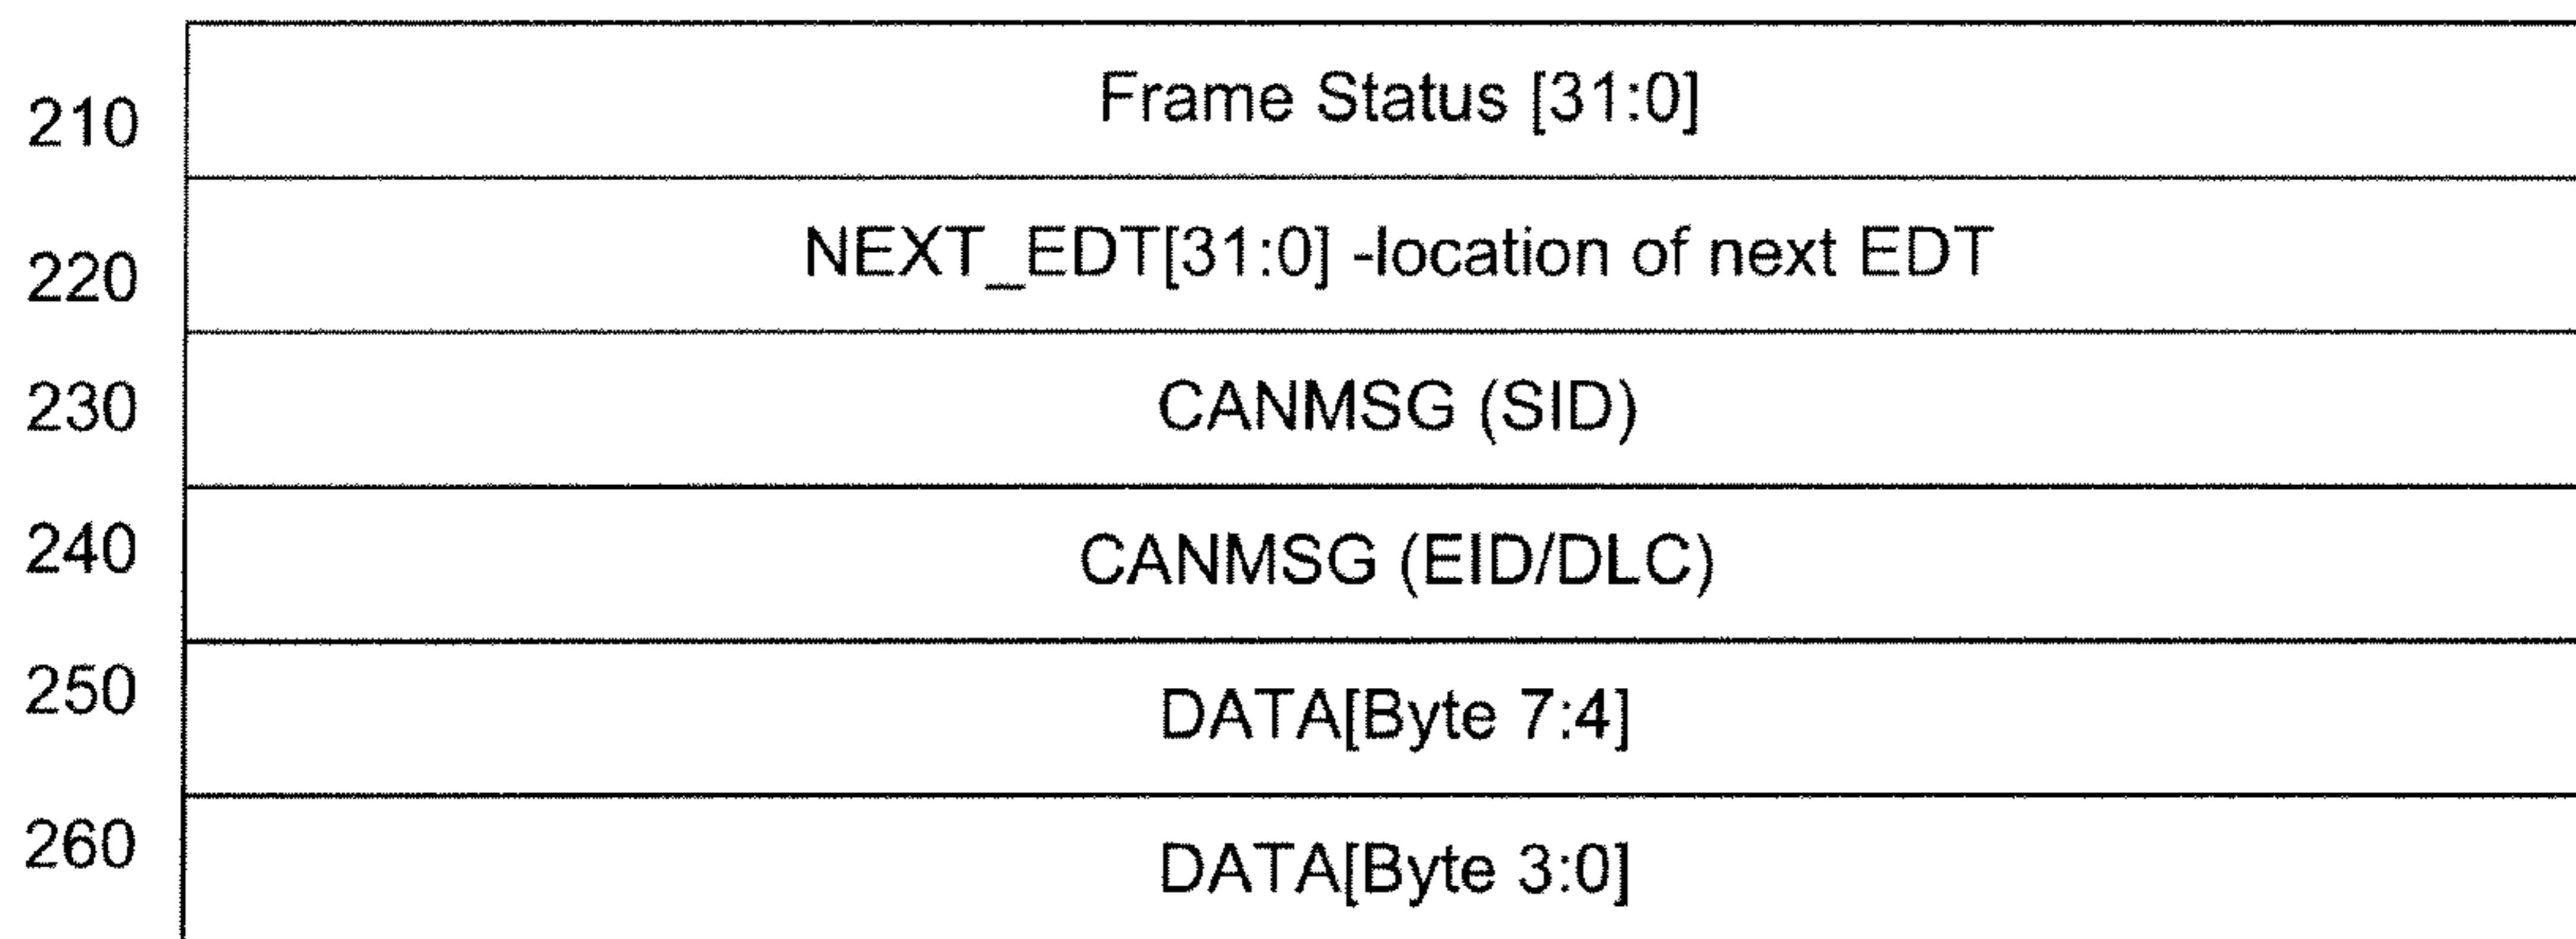 210 Frame Status [31:0]
220 NEXT_EDT[31:0] -location of next EDT
230 CANMSG (SID)
240 CANMSG (EID/DLC)
250 DATA[Byte 7:4]
260 DATA[Byte 3:0]